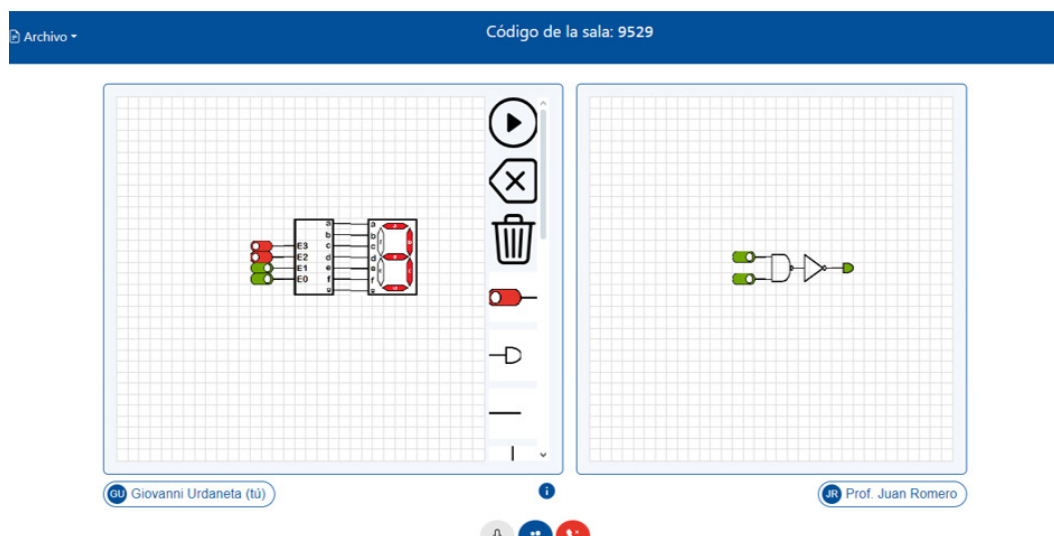 Archivo
Código de la sala: 9529
a a
b b
E3 c c
E2 d d
E1 e e
E0 f f
g g
GU Giovanni Urdaneta (tú)
i
JR Prof. Juan Romero